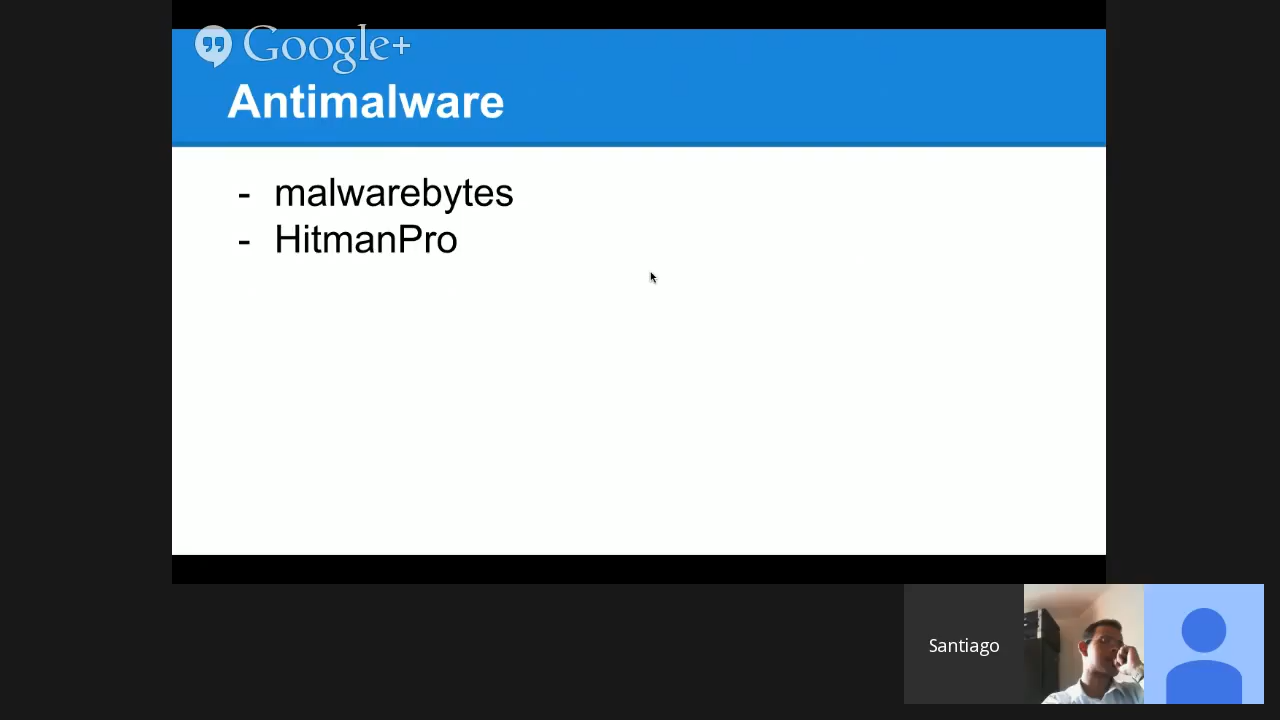 Google+
Antimalware
- malwarebytes
- HitmanPro
Santiago